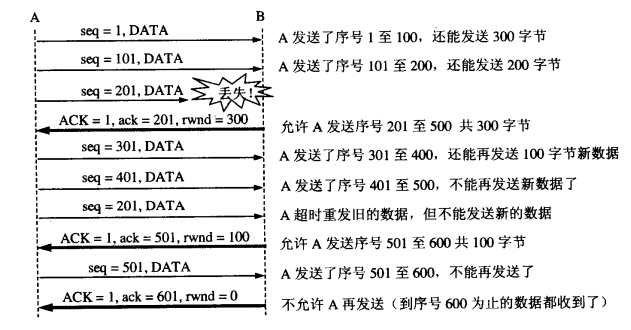 A B
seq = 1, DATA A 发送了序号 1 至 100，还能发送 300 字节
seq = 101, DATA A 发送了序号 101 至 200，还能发送 200 字节
seq = 201, DATA 丢失!
ACK = 1, ack = 201, rwnd = 300 允许 A 发送序号 201 至 500 共 300 字节
seq = 301, DATA A 发送了序号 301 至 400，还能再发送 100 字节新数据
seq = 401, DATA A 发送了序号 401 至 500，不能再发送新数据了
seq = 201, DATA A 超时重发旧的数据，但不能发送新的数据
ACK = 1, ack = 501, rwnd = 100 允许 A 发送序号 501 至 600 共 100 字节
seq = 501, DATA A 发送了序号 501 至 600，不能再发送了
ACK = 1, ack = 601, rwnd = 0 不允许 A 再发送（到序号 600 为止的数据都收到了）